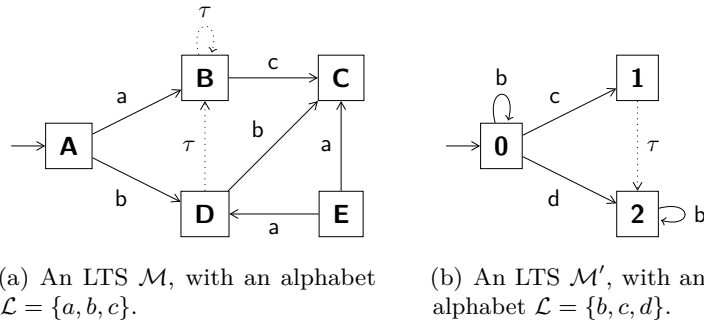 τ
B
c
C
1
b
a
c
A
τ
b
a
0
τ
b
d
D
a
E
2
b
(a) An LTS ℳ, with an alphabet
ℒ = {a, b, c}.
(b) An LTS ℳ′, with an
alphabet ℒ = {b, c, d}.